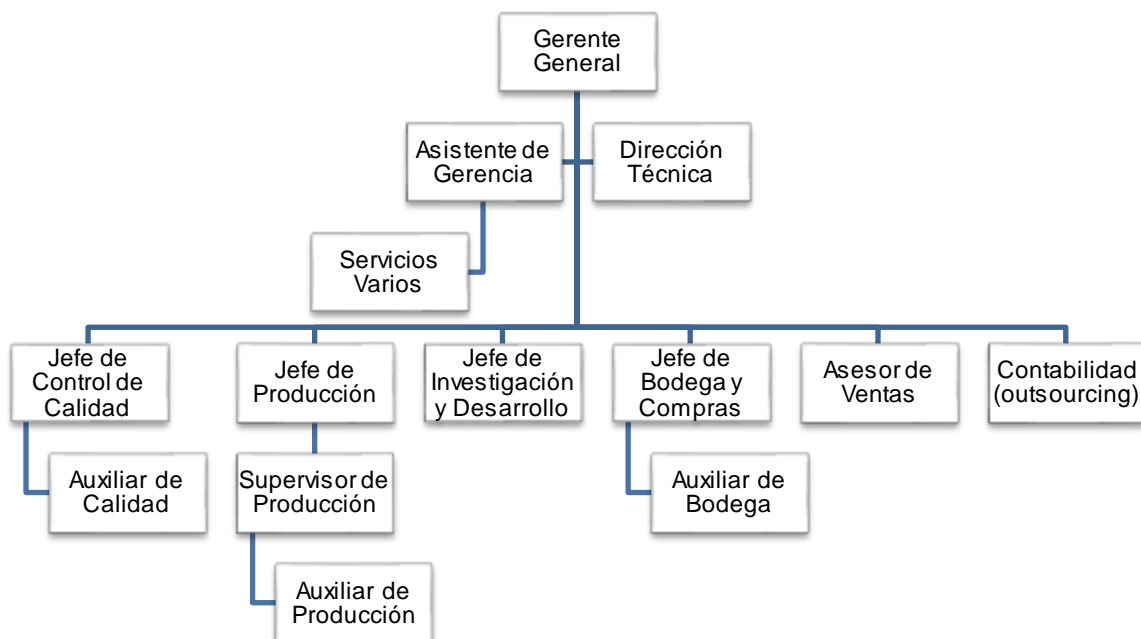 Gerente
General
Asistente de
Gerencia
Dirección
Técnica
Servicios
Varios
Jefe de
Control de
Calidad
Jefe de
Producción
Jefe de
Investigación
y Desarrollo
Jefe de
Bodega y
Compras
Asesor de
Ventas
Contabilidad
(outsourcing)
Auxiliar de
Calidad
Supervisor de
Producción
Auxiliar de
Bodega
Auxiliar de
Producción